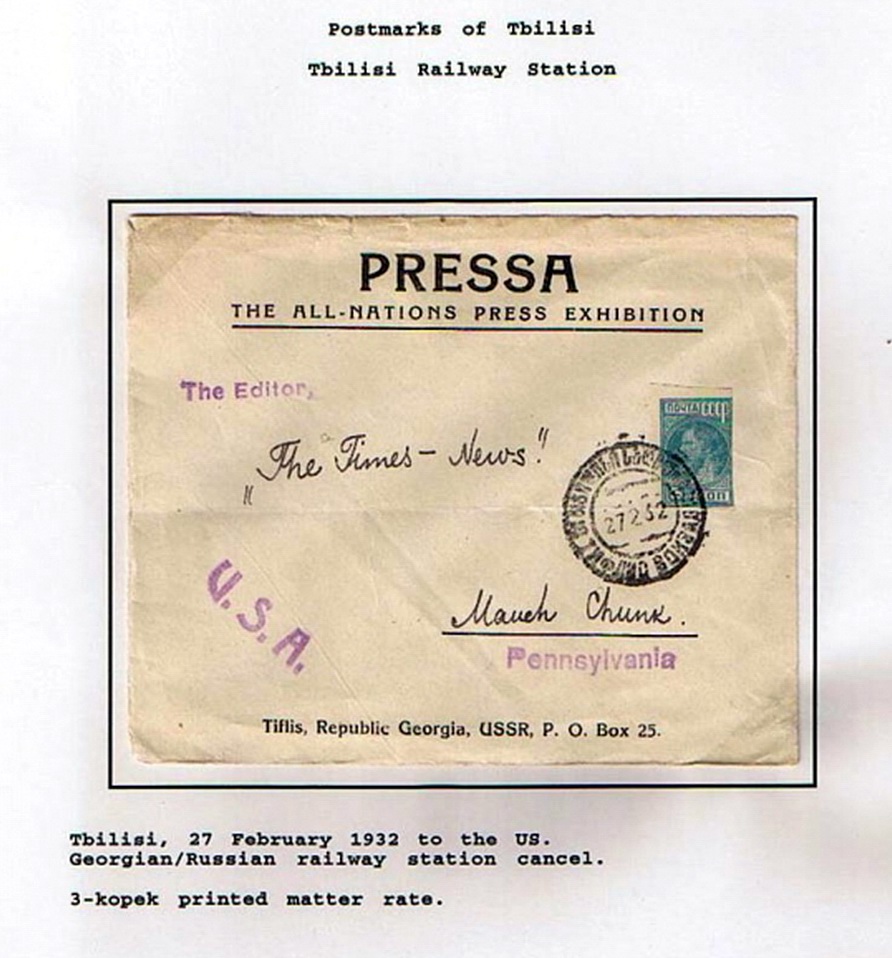 Postmarks of Tbilisi
Tbilisi Railway Station
PRESSA
THE ALL-NATIONS PRESS EXHIBITION
The Editor,
ПОЧТА СССР
"The Times - News".
27 2 32
U.S.A.
Mauch Chunk.
Pennsylvania
Tiflis, Republic Georgia, USSR, P. O. Box 25.
Tbilisi, 27 February 1932 to the US.
Georgian/Russian railway station cancel.
3-kopek printed matter rate.